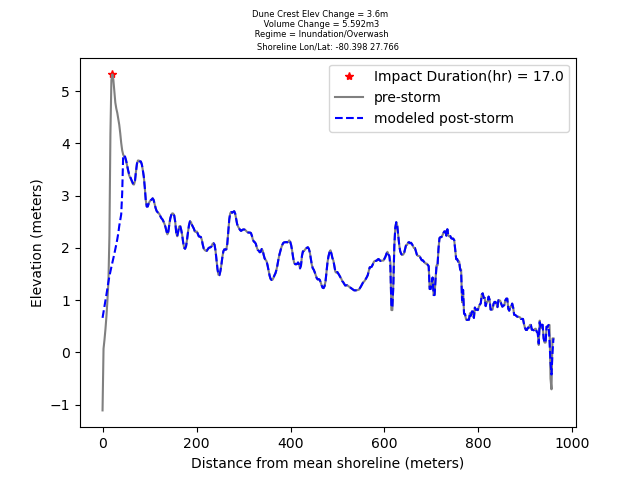 Dune Crest Elev Change = 3.6m
Volume Change = 5.592m3
Regime = Inundation/Overwash
Shoreline Lon/Lat: -80.398 27.766
Impact Duration(hr) = 17.0
pre-storm
modeled post-storm
Elevation (meters)
5
4
3
2
1
0
−1
0 200 400 600 800 1000
Distance from mean shoreline (meters)